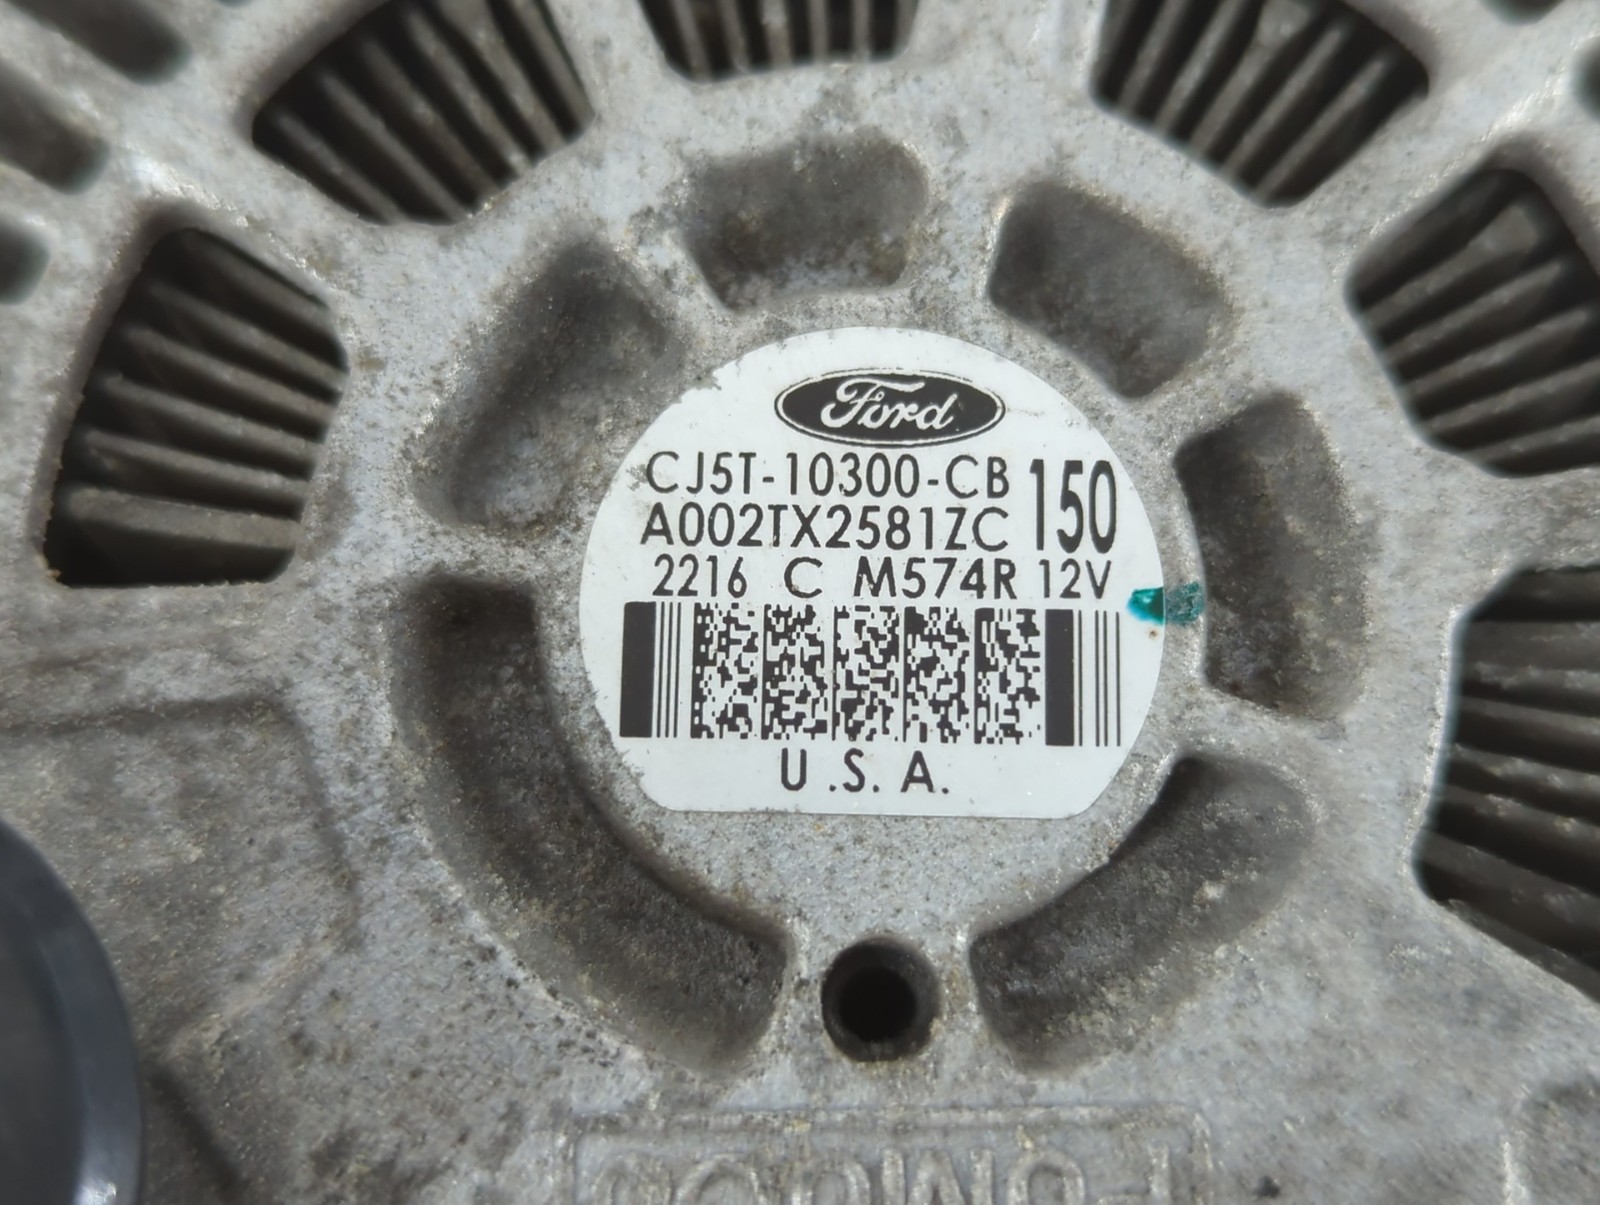 Ford
CJ5T-10300-CB 150
A002TX2581ZC
2216 C M574R 12V
U.S.A.